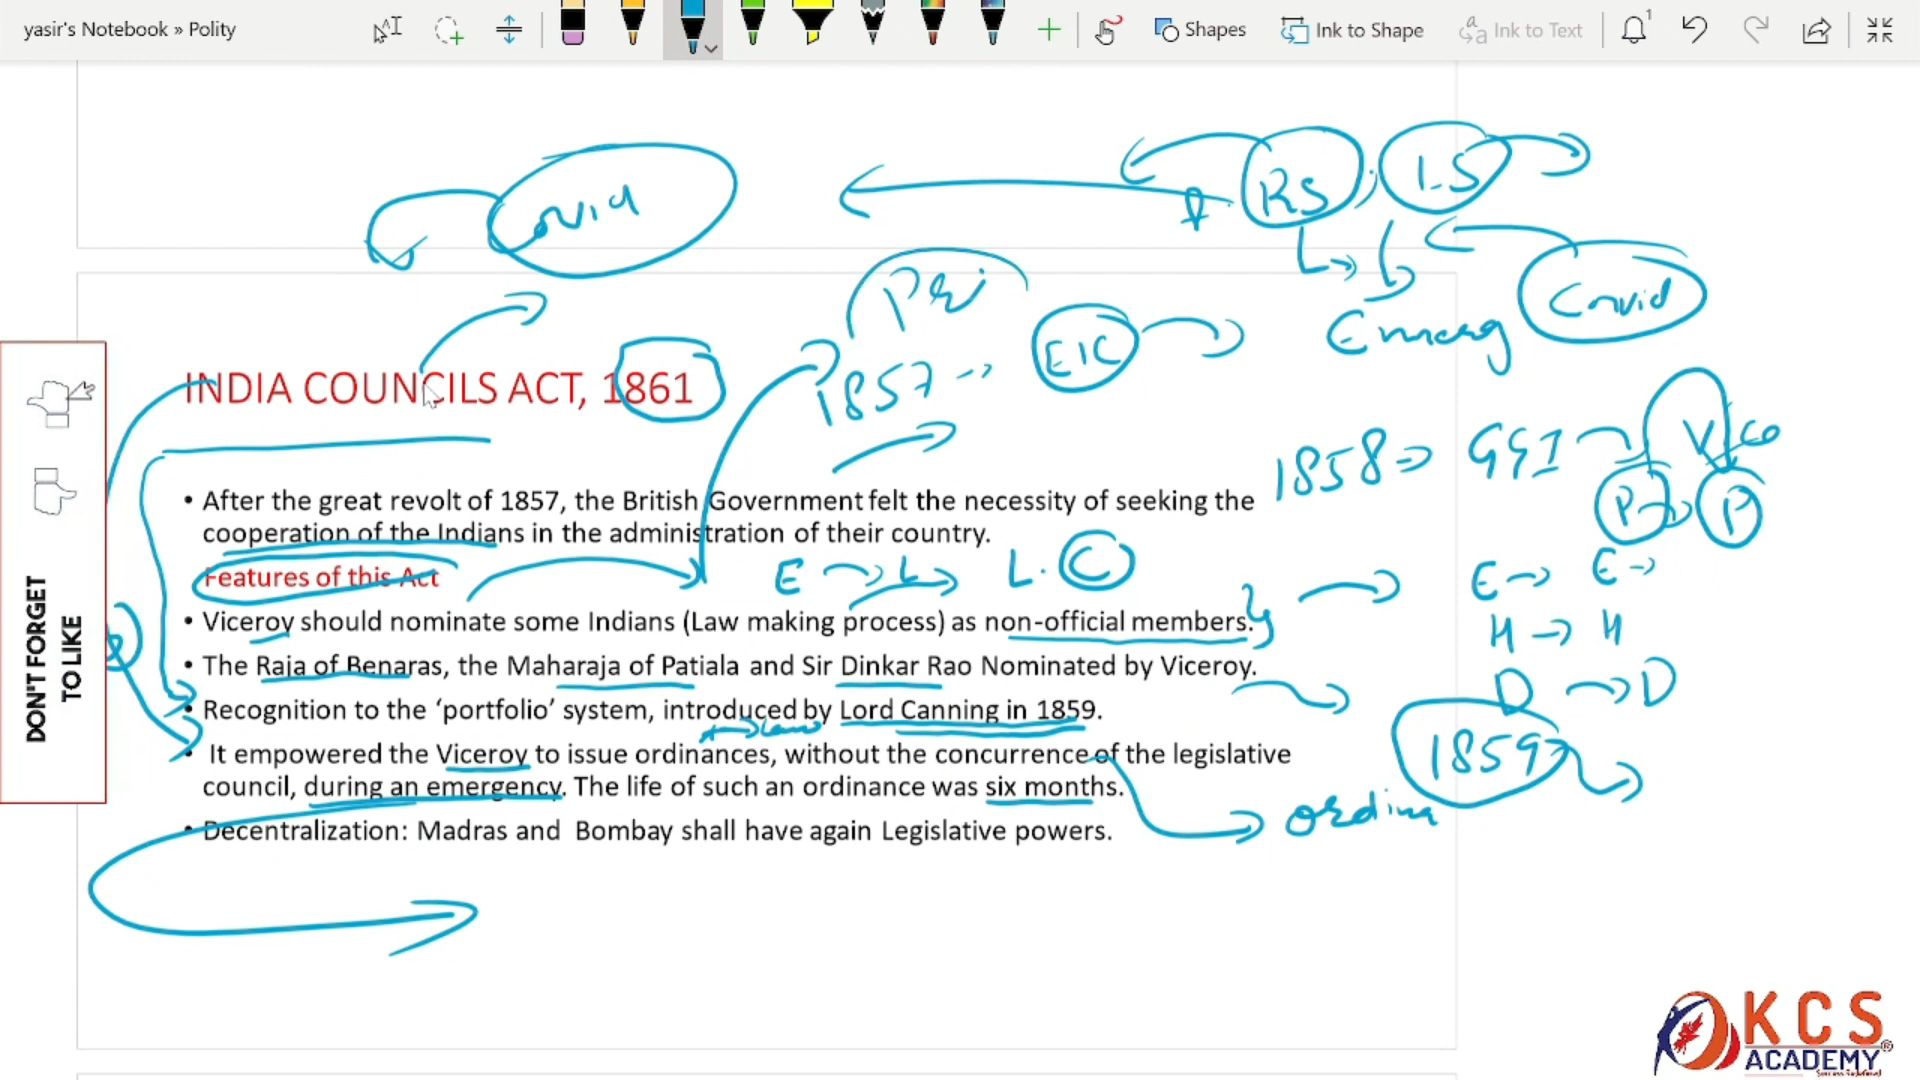 yasir's Notebook » Polity
Shapes Ink to Shape Ink to Text 1
RS, LS
Covid
Covid
Emerg
1857 → EIC
INDIA COUNCILS ACT, 1861
1858 → GGI
P → P
• After the great revolt of 1857, the British Government felt the necessity of seeking the
cooperation of the Indians in the administration of their country.
Features of this Act
E → L → L. C
E → E →
• Viceroy should nominate some Indians (Law making process) as non-official members.
H → H
• The Raja of Benaras, the Maharaja of Patiala and Sir Dinkar Rao Nominated by Viceroy.
D → D
• Recognition to the ‘portfolio’ system, introduced by Lord Canning in 1859.
1859
• It empowered the Viceroy to issue ordinances, without the concurrence of the legislative
council, during an emergency. The life of such an ordinance was six months.
ordina
• Decentralization: Madras and Bombay shall have again Legislative powers.
DON'T FORGET
TO LIKE
KCS
ACADEMY®